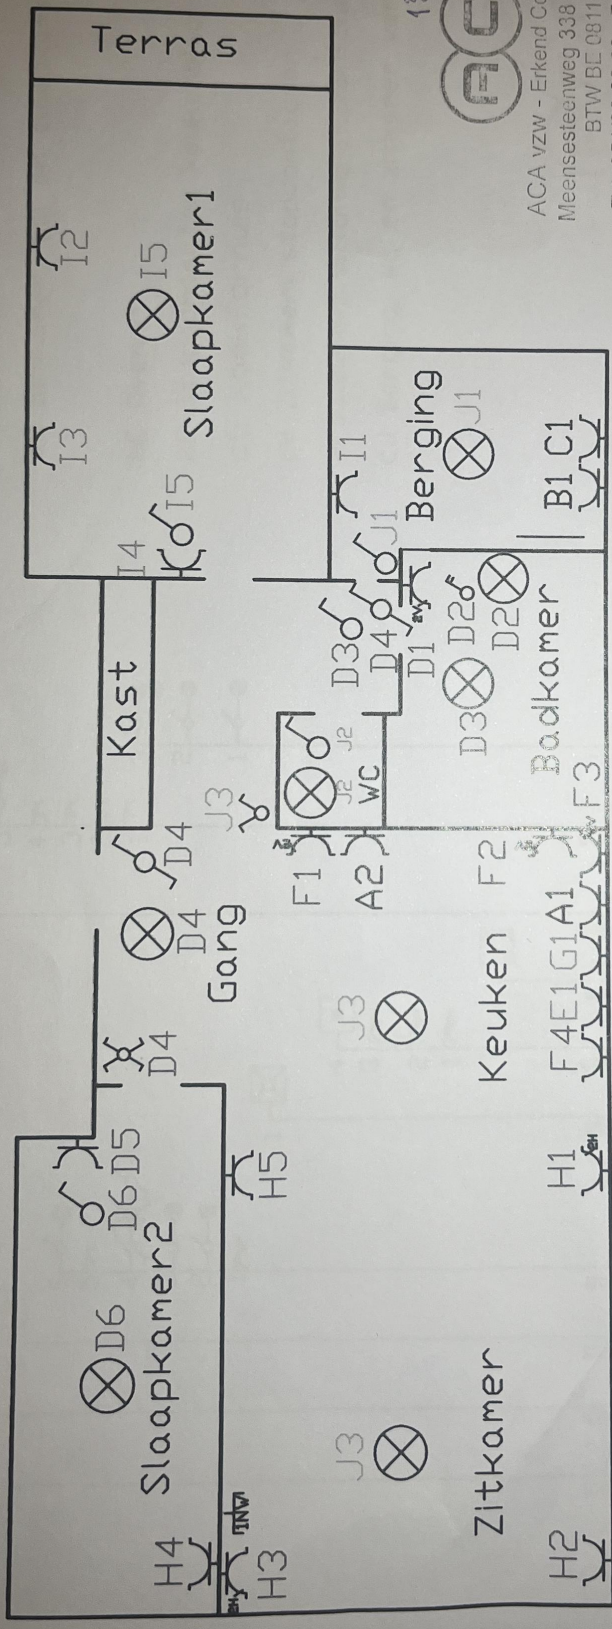 Terras
I2
I5
Slaapkamer1
I3
I4
I5
I1
J1
Berging
J1
B1 C1
Kast
D3
D4
D1
D2
D2
D3
Badkamer
J2
J2
WC
J3
D4
D4
Gang
D4
F1
A2
F2
F3
J3
Keuken
F4 E1 G1 A1
D5
D6
D6
Slaapkamer2
H5
H1
J3
Zitkamer
H4
INW
H3
H2
ACA vzw - Erkend Co
Meensesteenweg 338
BTW BE 0811